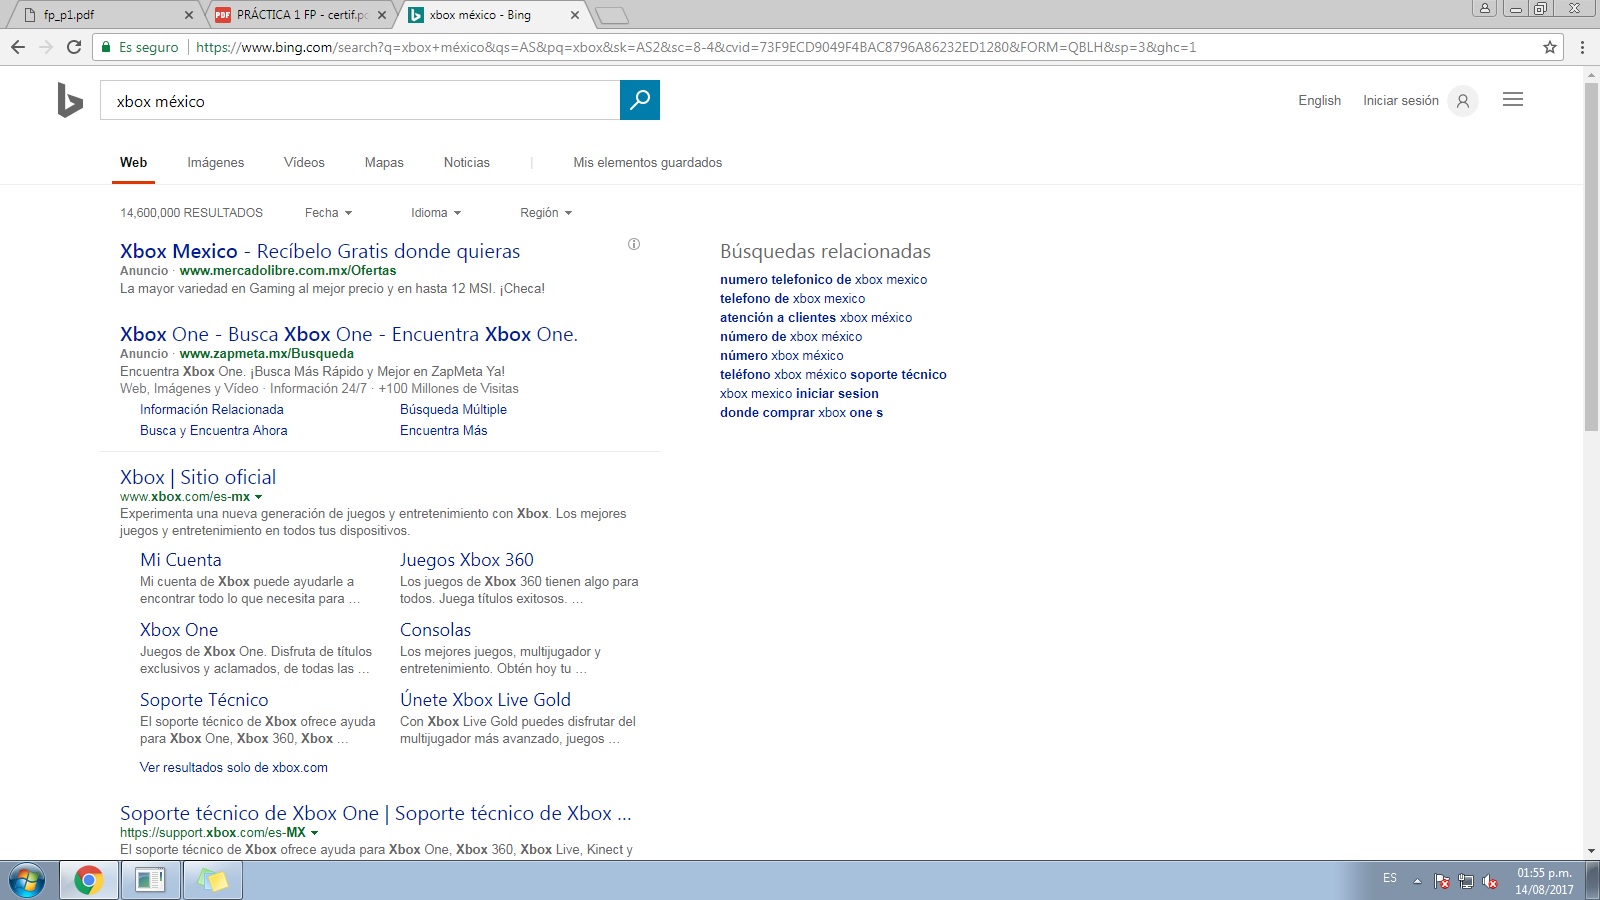 fp_p1.pdf
PRÁCTICA 1 FP - certif.pd
xbox méxico - Bing
Es seguro
https://www.bing.com/search?q=xbox+méxico&qs=AS&pq=xbox&sk=AS2&sc=8-4&cvid=73F9ECD9049F4BAC8796A86232ED1280&FORM=QBLH&sp=3&ghc=1
xbox méxico
English
Iniciar sesión
Web
Imágenes
Vídeos
Mapas
Noticias
|
Mis elementos guardados
14,600,000 RESULTADOS
Fecha
Idioma
Región
Xbox Mexico - Recíbelo Gratis donde quieras
Anuncio · www.mercadolibre.com.mx/Ofertas
La mayor variedad en Gaming al mejor precio y en hasta 12 MSI. ¡Checa!
Xbox One - Busca Xbox One - Encuentra Xbox One.
Anuncio · www.zapmeta.mx/Busqueda
Encuentra Xbox One. ¡Busca Más Rápido y Mejor en ZapMeta Ya!
Web, Imágenes y Vídeo · Información 24/7 · +100 Millones de Visitas
Información Relacionada
Búsqueda Múltiple
Busca y Encuentra Ahora
Encuentra Más
Xbox | Sitio oficial
www.xbox.com/es-mx
Experimenta una nueva generación de juegos y entretenimiento con Xbox. Los mejores
juegos y entretenimiento en todos tus dispositivos.
Mi Cuenta
Mi cuenta de Xbox puede ayudarle a
encontrar todo lo que necesita para ...
Juegos Xbox 360
Los juegos de Xbox 360 tienen algo para
todos. Juega títulos exitosos. ...
Xbox One
Juegos de Xbox One. Disfruta de títulos
exclusivos y aclamados, de todas las ...
Consolas
Los mejores juegos, multijugador y
entretenimiento. Obtén hoy tu ...
Soporte Técnico
El soporte técnico de Xbox ofrece ayuda
para Xbox One, Xbox 360, Xbox ...
Únete Xbox Live Gold
Con Xbox Live Gold puedes disfrutar del
multijugador más avanzado, juegos ...
Ver resultados solo de xbox.com
Soporte técnico de Xbox One | Soporte técnico de Xbox ...
https://support.xbox.com/es-MX
El soporte técnico de Xbox ofrece ayuda para Xbox One, Xbox 360, Xbox Live, Kinect y
Búsquedas relacionadas
numero telefonico de xbox mexico
telefono de xbox mexico
atención a clientes xbox méxico
número de xbox méxico
número xbox méxico
teléfono xbox méxico soporte técnico
xbox mexico iniciar sesion
donde comprar xbox one s
ES
01:55 p.m.
14/08/2017